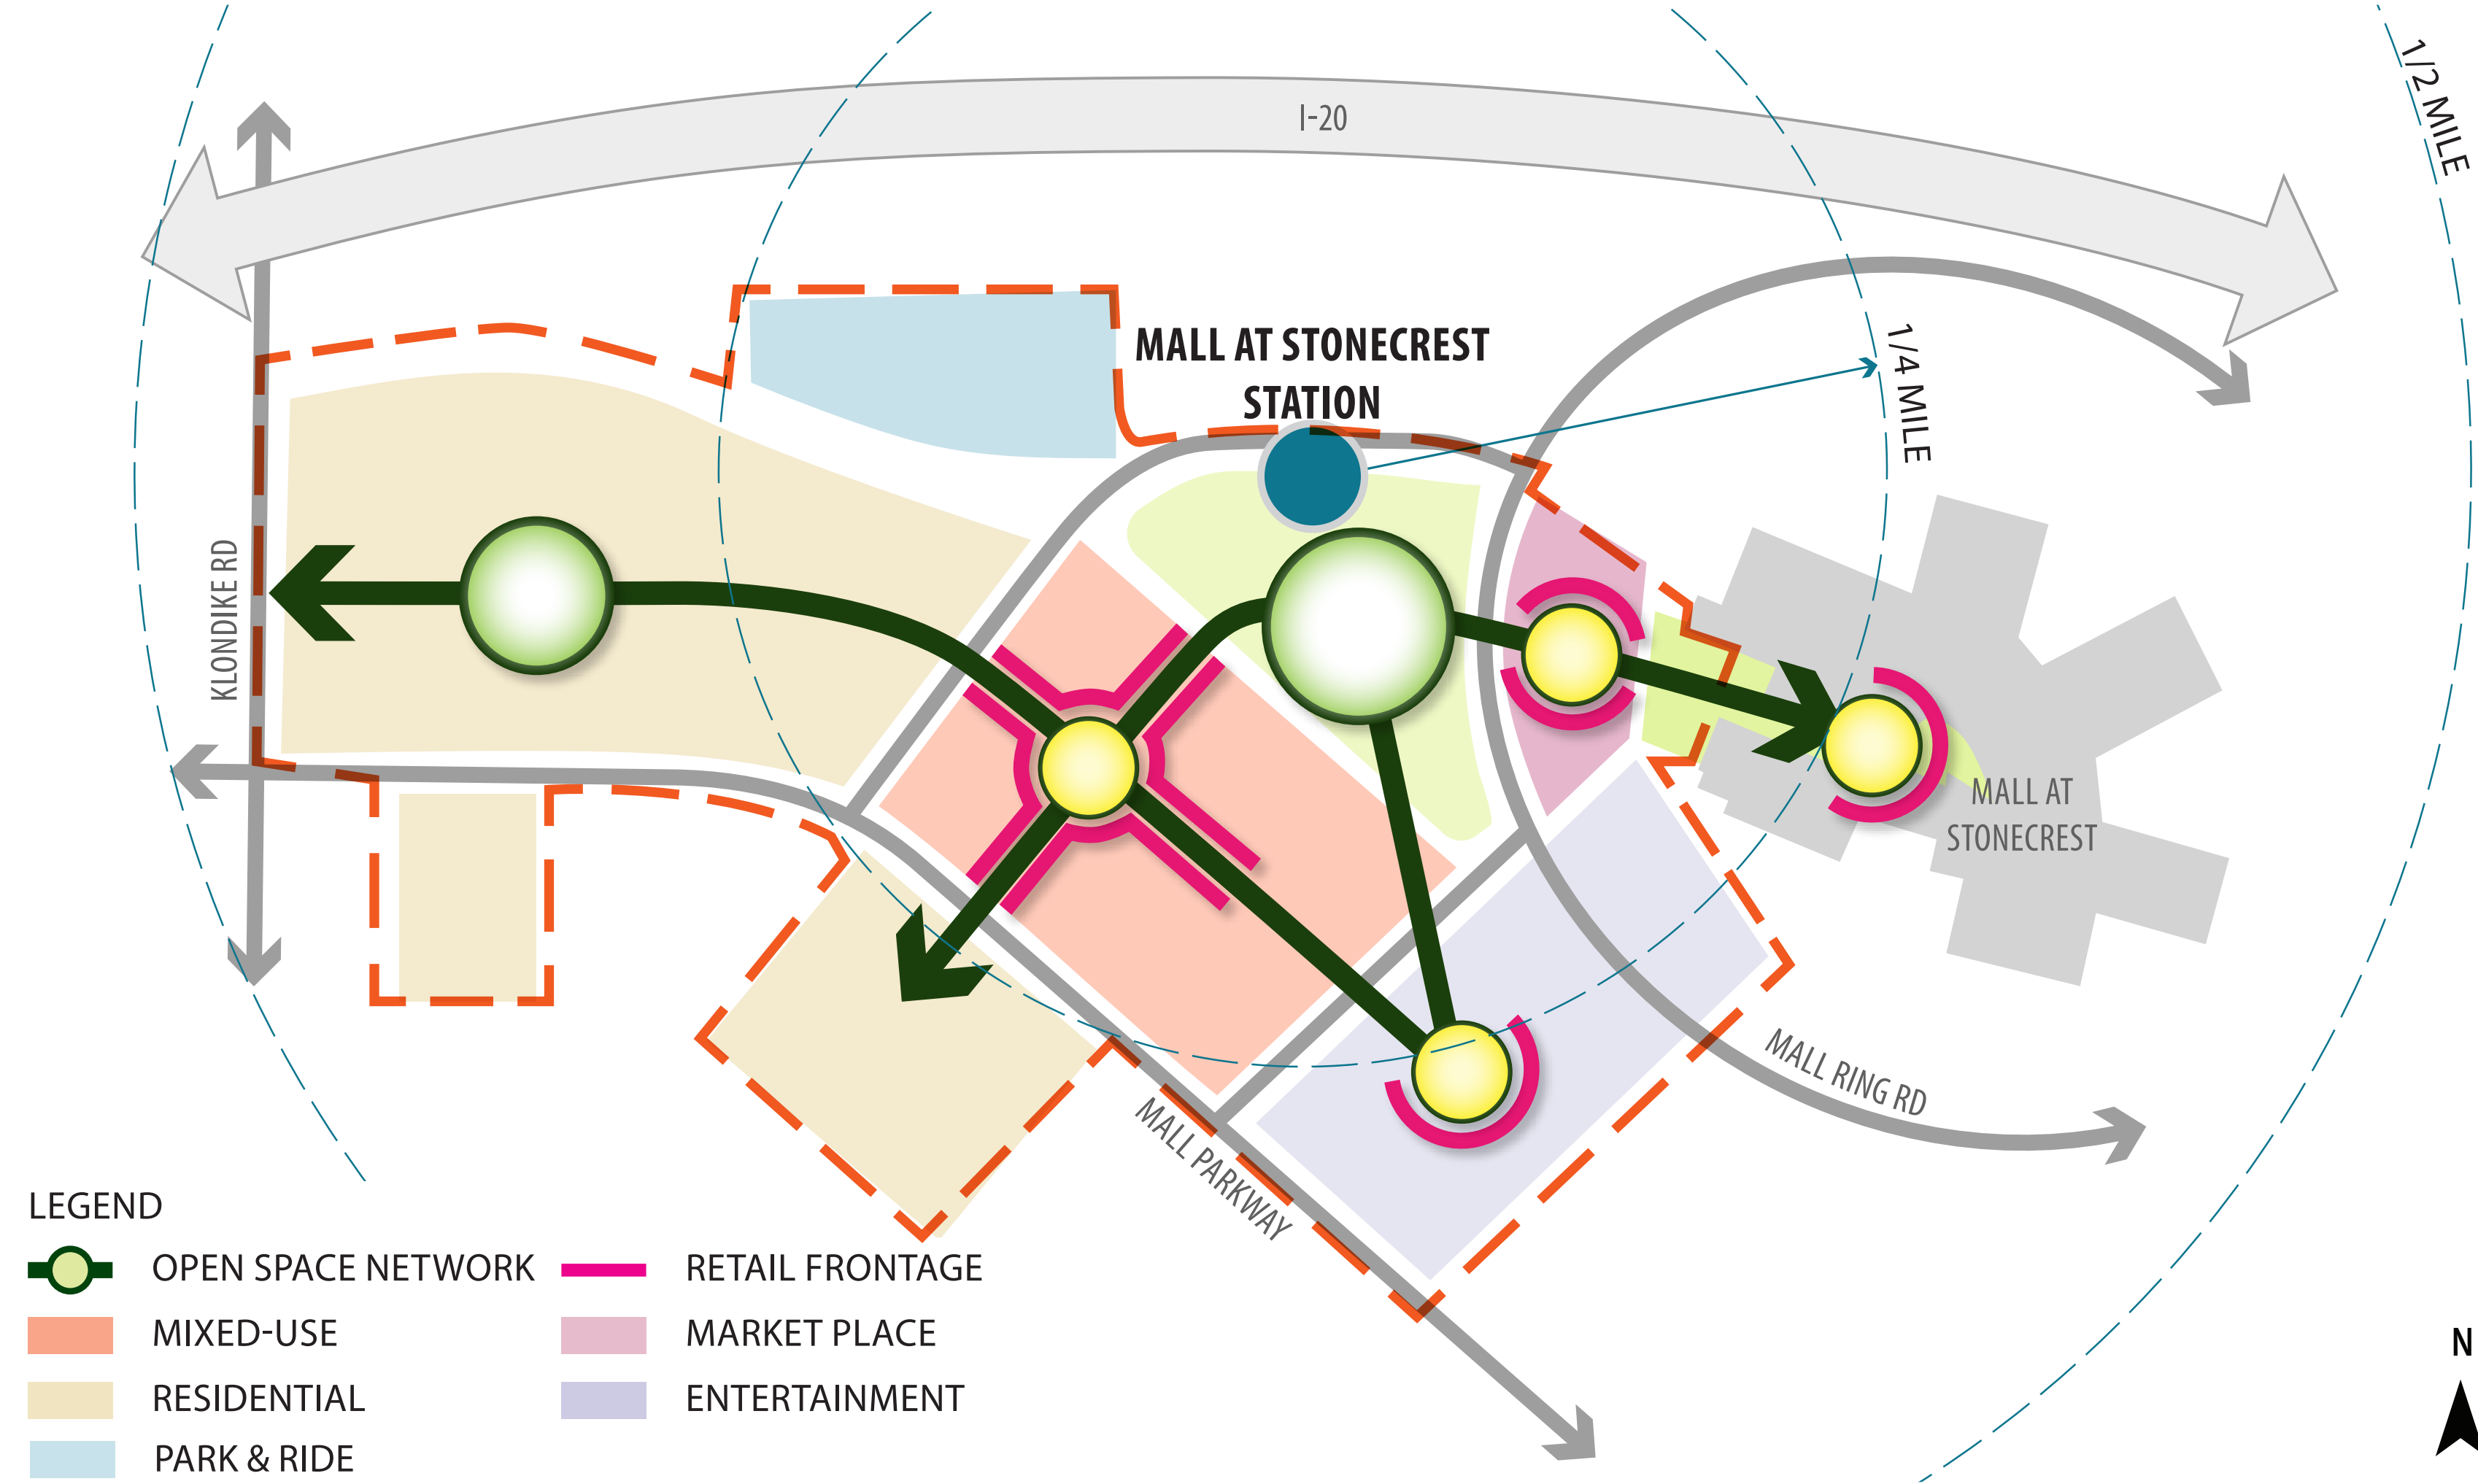 I-20
1/2 MILE
MALL AT STONECREST
STATION
1/4 MILE
KLONDIKE RD
MALL AT
STONECREST
MALL RING RD
MALL PARKWAY
LEGEND
OPEN SPACE NETWORK
RETAIL FRONTAGE
MIXED-USE
MARKET PLACE
RESIDENTIAL
ENTERTAINMENT
PARK & RIDE
N